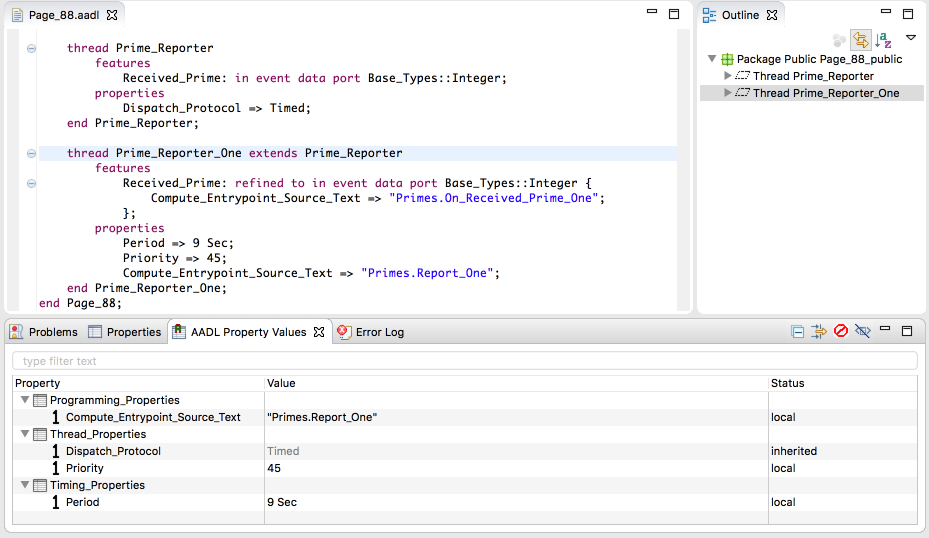 Page_88.aadl
thread Prime_Reporter
features
Received_Prime: in event data port Base_Types::Integer;
properties
Dispatch_Protocol => Timed;
end Prime_Reporter;
thread Prime_Reporter_One extends Prime_Reporter
features
Received_Prime: refined to in event data port Base_Types::Integer {
Compute_Entrypoint_Source_Text => "Primes.On_Received_Prime_One";
};
properties
Period => 9 Sec;
Priority => 45;
Compute_Entrypoint_Source_Text => "Primes.Report_One";
end Prime_Reporter_One;
end Page_88;
Outline
a
z
Package Public Page_88_public
Thread Prime_Reporter
Thread Prime_Reporter_One
Problems Properties AADL Property Values Error Log
type filter text
Property Value Status
Programming_Properties
1 Compute_Entrypoint_Source_Text "Primes.Report_One" local
Thread_Properties
1 Dispatch_Protocol Timed inherited
1 Priority 45 local
Timing_Properties
1 Period 9 Sec local